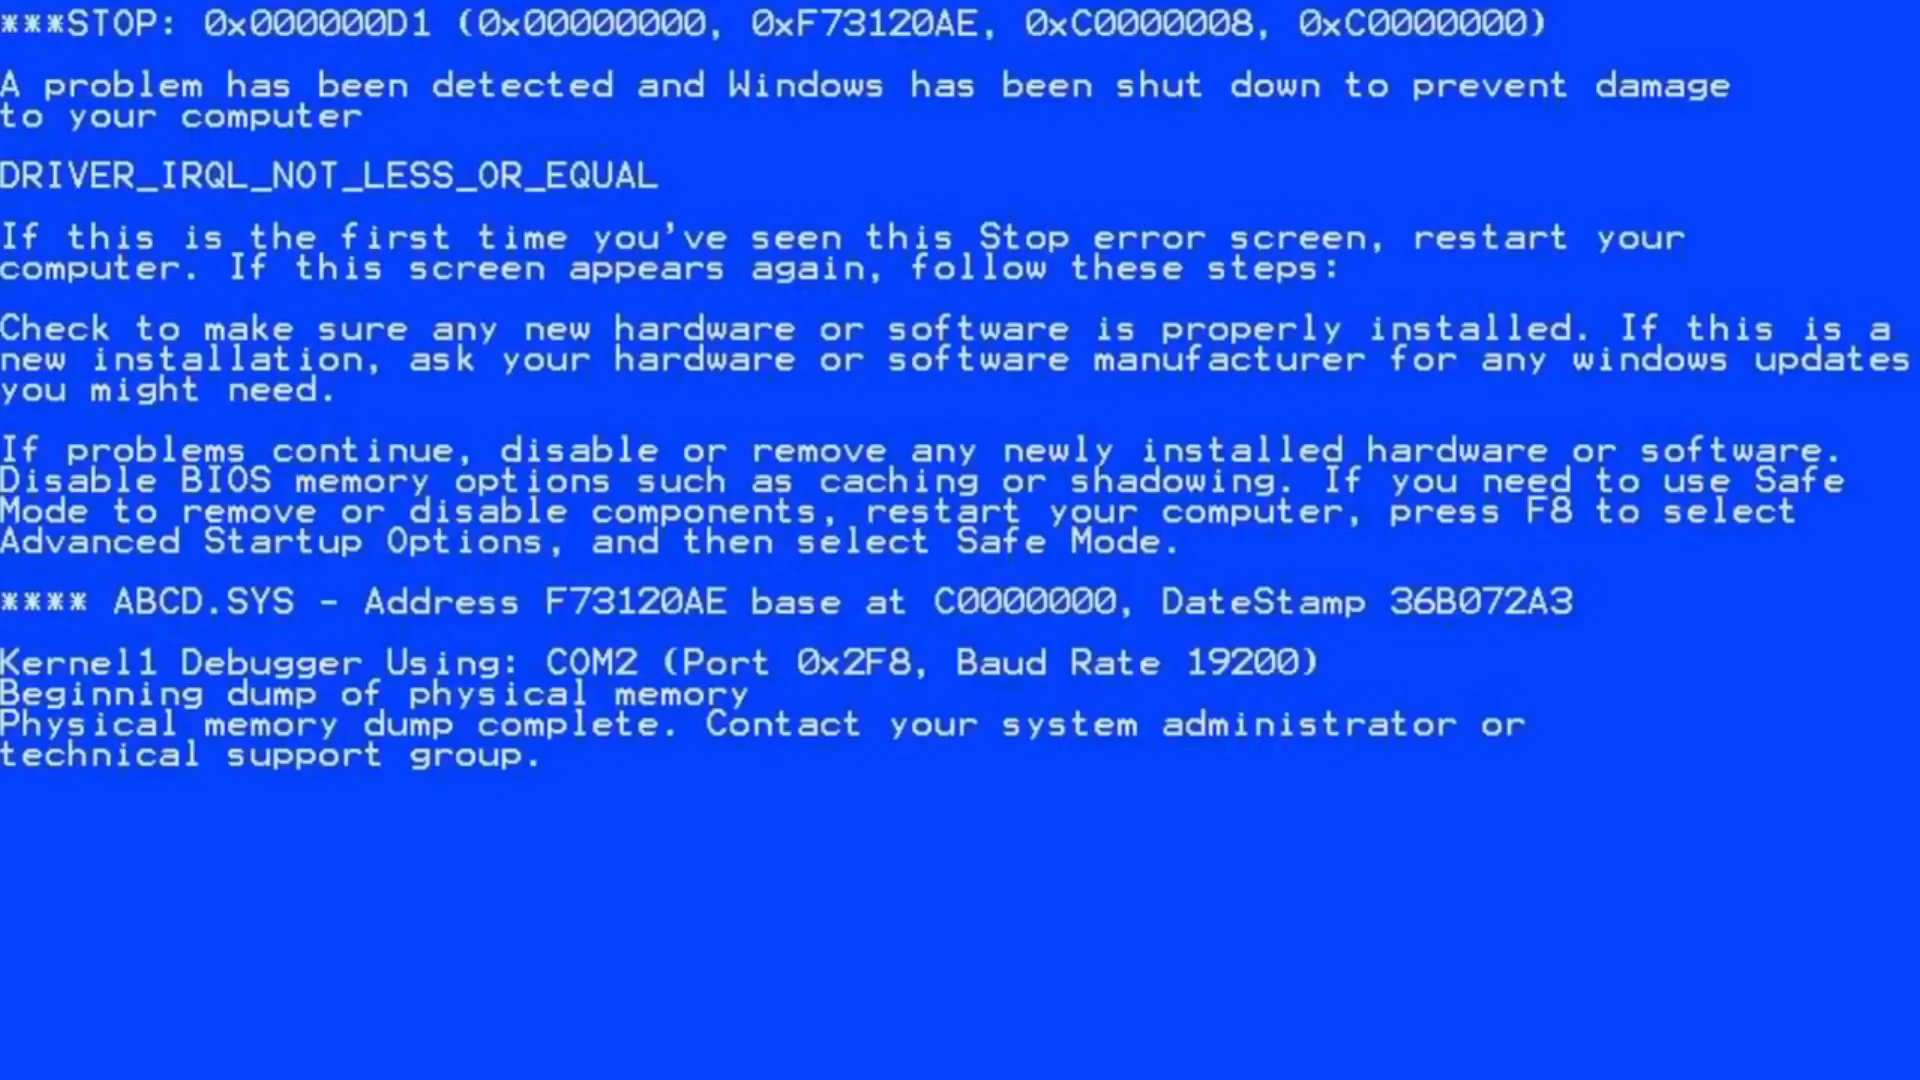 ***STOP: 0x000000D1 (0x00000000, 0xF73120AE, 0xC0000008, 0xC0000000)
A problem has been detected and Windows has been shut down to prevent damage
to your computer
DRIVER_IRQL_NOT_LESS_OR_EQUAL
If this is the first time you've seen this Stop error screen, restart your
computer. If this screen appears again, follow these steps:
Check to make sure any new hardware or software is properly installed. If this is a
new installation, ask your hardware or software manufacturer for any windows updates
you might need.
If problems continue, disable or remove any newly installed hardware or software.
Disable BIOS memory options such as caching or shadowing. If you need to use Safe
Mode to remove or disable components, restart your computer, press F8 to select
Advanced Startup Options, and then select Safe Mode.
**** ABCD.SYS - Address F73120AE base at C0000000, DateStamp 36B072A3
Kernel1 Debugger Using: COM2 (Port 0x2F8, Baud Rate 19200)
Beginning dump of physical memory
Physical memory dump complete. Contact your system administrator or
technical support group.